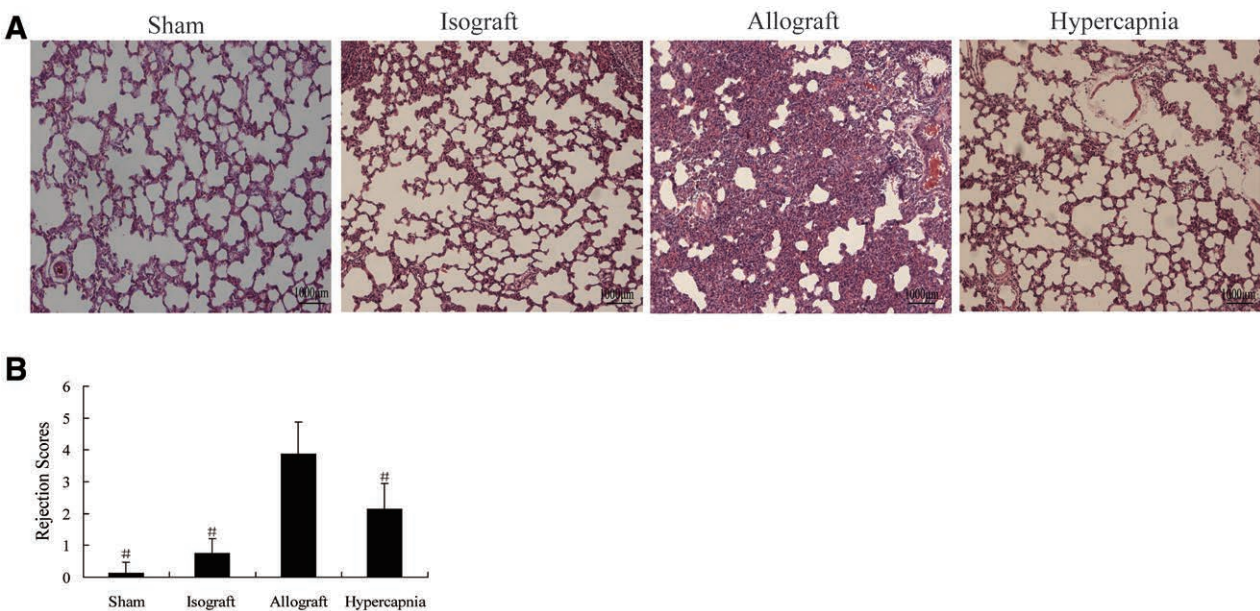 A
Sham Isograft Allograft Hypercapnia
1000μm 1000μm 1000μm 1000μm
B
6
5
4
3
2
1
0
Rejection Scores
# # #
Sham Isograft Allograft Hypercapnia